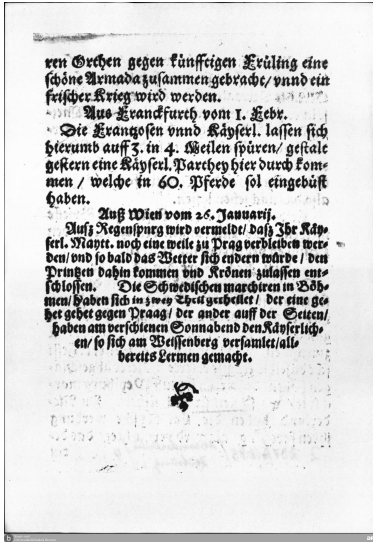 ren Orthen gegen künfftigen Früling eine
schöne Armada zusammen gebracht/ vnnd ein
frischer Krieg wird werden.
Aus Franckfurth vom 1. Febr.
Die Frantzosen vnnd Käyserl. lassen sich
hierumb auff 3. in 4. Meilen spüren/ gestalt
gestern eine Käyserl. Parthey hier durch kom-
men / welche in 60. Pferde sol eingebüst
haben.
Auß Wien vom 26. Januarij.
Ausz Regenspurg wird vermeldet/ dasz Ihr Käy-
serl. Maytt. noch eine weile zu Prag verbleiben wer-
den/ vnd so bald das Wetter sich endern würde / den
Printzen dahin kommen vnd Krönen zulassen ent-
schlossen. Die Schwedischen marchiren in Böh-
men/ haben sich in zwey Theil getheilet/ der eine ge-
het gehet gegen Praag/ der ander auff der Seiten/
haben am verschienen Sonnabend den Käyserlich-
en/ so sich am Weissenberg versamlet/ all-
bereits Lermen gemacht.